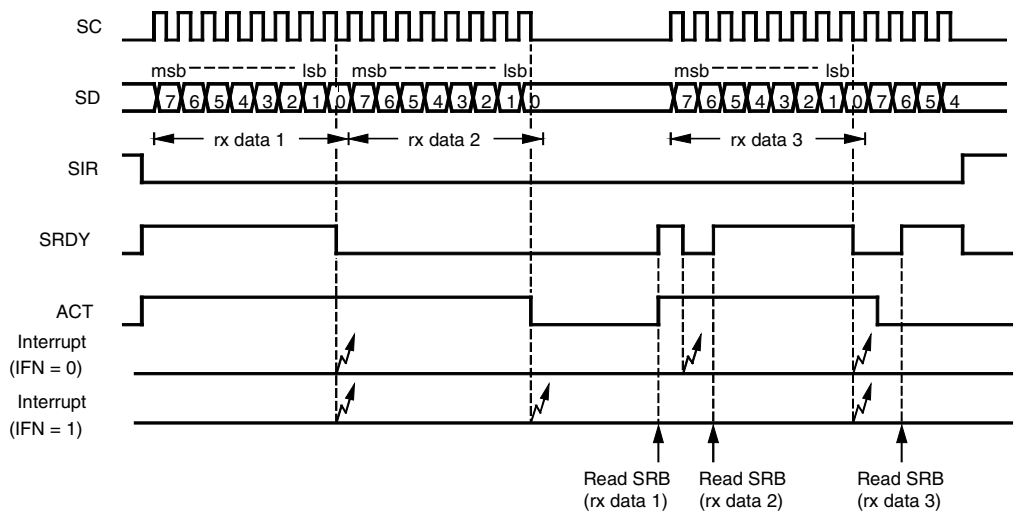 SC
msb lsb msb lsb msb lsb
SD 7 6 5 4 3 2 1 0 7 6 5 4 3 2 1 0 7 6 5 4 3 2 1 0 7 6 5 4
rx data 1 rx data 2 rx data 3
SIR
SRDY
ACT
Interrupt
(IFN = 0)
Interrupt
(IFN = 1)
Read SRB Read SRB Read SRB
(rx data 1) (rx data 2) (rx data 3)